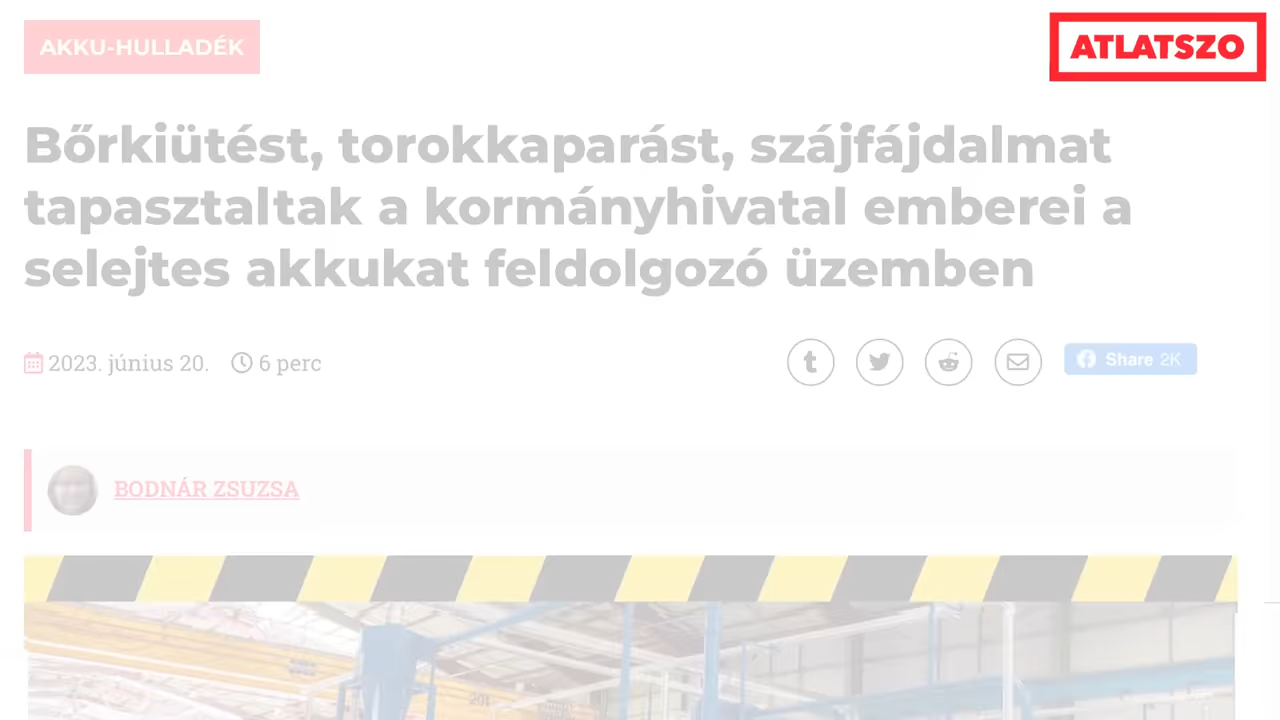 AKKU-HULLADÉK
ATLATSZO
Bőrkiütést, torokkaparást, szájfájdalmat
tapasztaltak a kormányhivatal emberei a
selejtes akkukat feldolgozó üzemben
2023. június 20. 6 perc
Share 2K
BODNÁR ZSUZSA
201